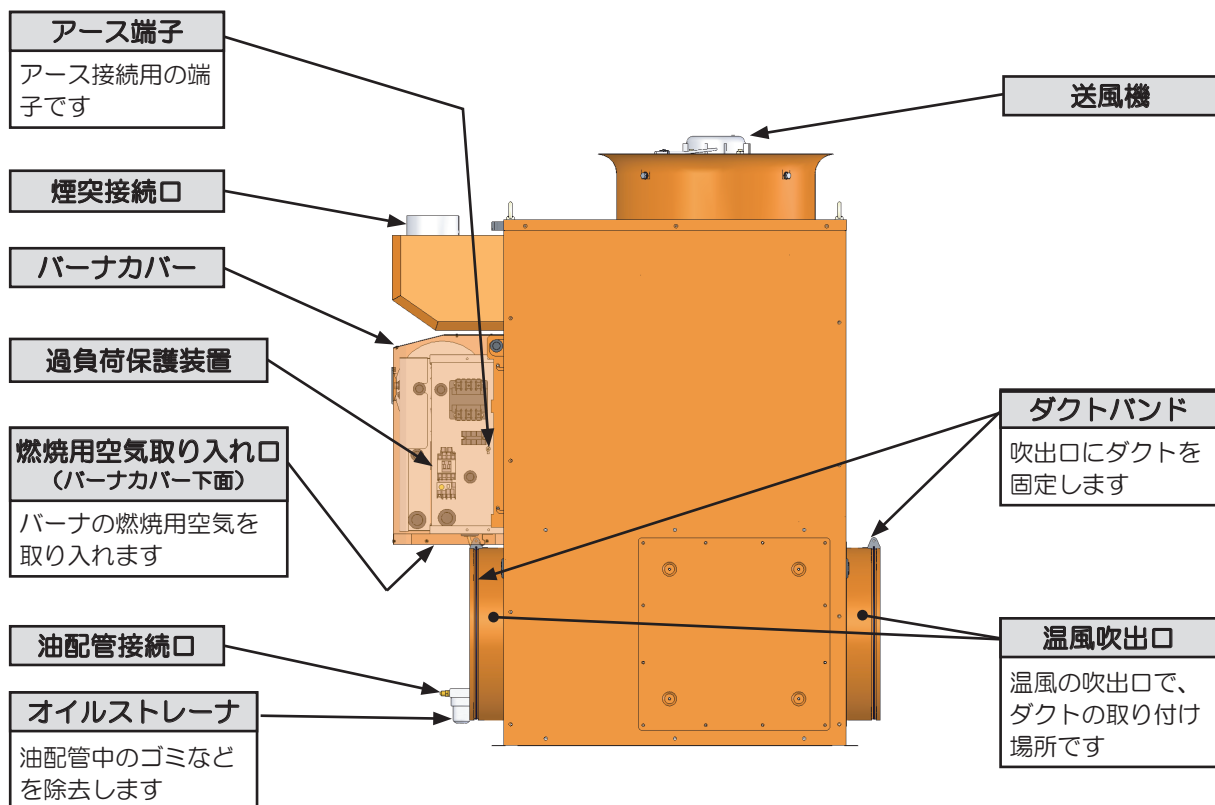 アース端子
アース接続用の端
子です
煙突接続口
バーナカバー
過負荷保護装置
燃焼用空気取り入れ口
（バーナカバー下面）
バーナの燃焼用空気を
取り入れます
油配管接続口
オイルストレーナ
油配管中のゴミなど
を除去します
送風機
ダクトバンド
吹出口にダクトを
固定します
温風吹出口
温風の吹出口で、
ダクトの取り付け
場所です